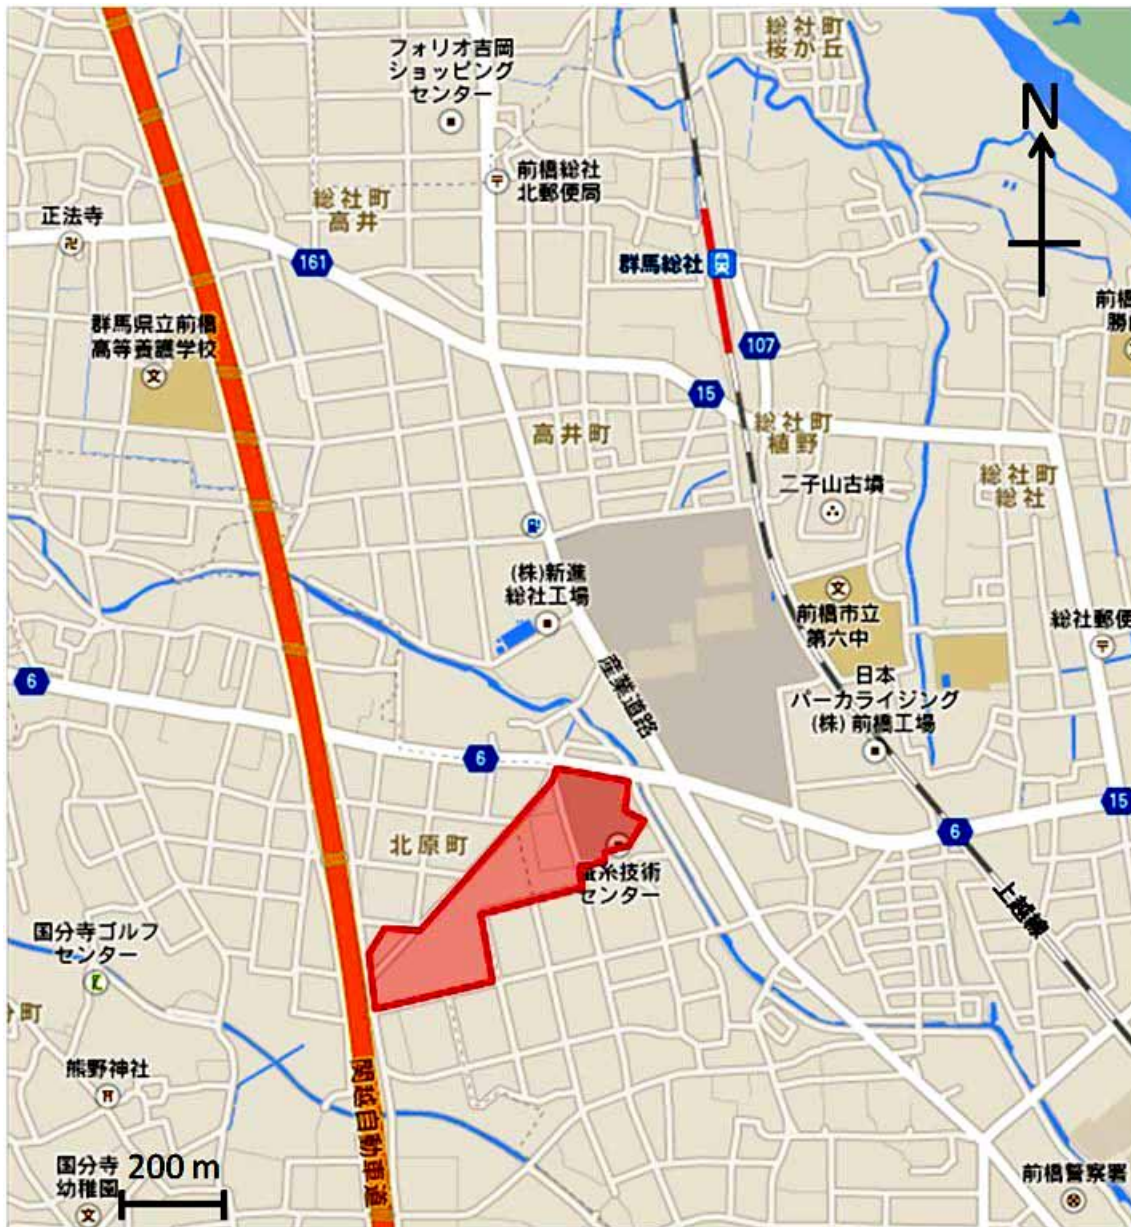 総社町
桜が丘
フォリオ吉岡
ショッピング
センター
N
前橋総社
北郵便局
総社町
高井
正法寺
161
群馬総社
群馬県立前橋
高等養護学校
107
15
高井町
総社町
植野
二子山古墳
総社町
総社
(株)新進
総社工場
前橋市立
第六中
総社郵便
産業道路
日本
パーカライジング
(株) 前橋工場
6
6
15
6
北原町
センター
上越線
国分寺ゴルフ
センター
熊野神社
関越自動車道
国分寺
幼稚園
200 m
前橋警察署